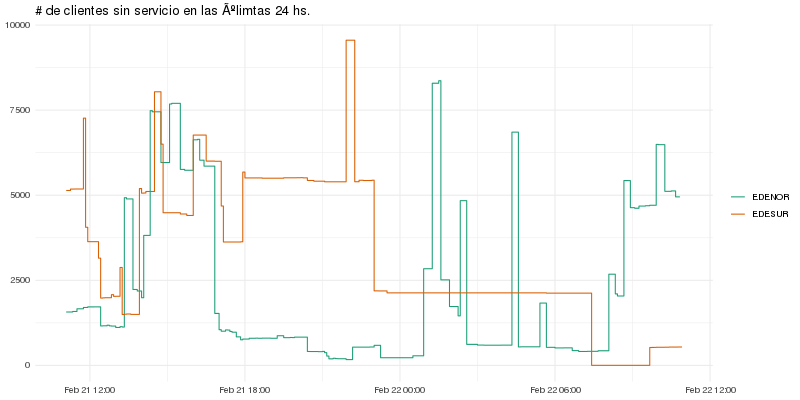 # de clientes sin servicio en las Ãºlimtas 24 hs.
10000
7500
5000
2500
0
EDENOR
EDESUR
Feb 21 12:00 Feb 21 18:00 Feb 22 00:00 Feb 22 06:00 Feb 22 12:00